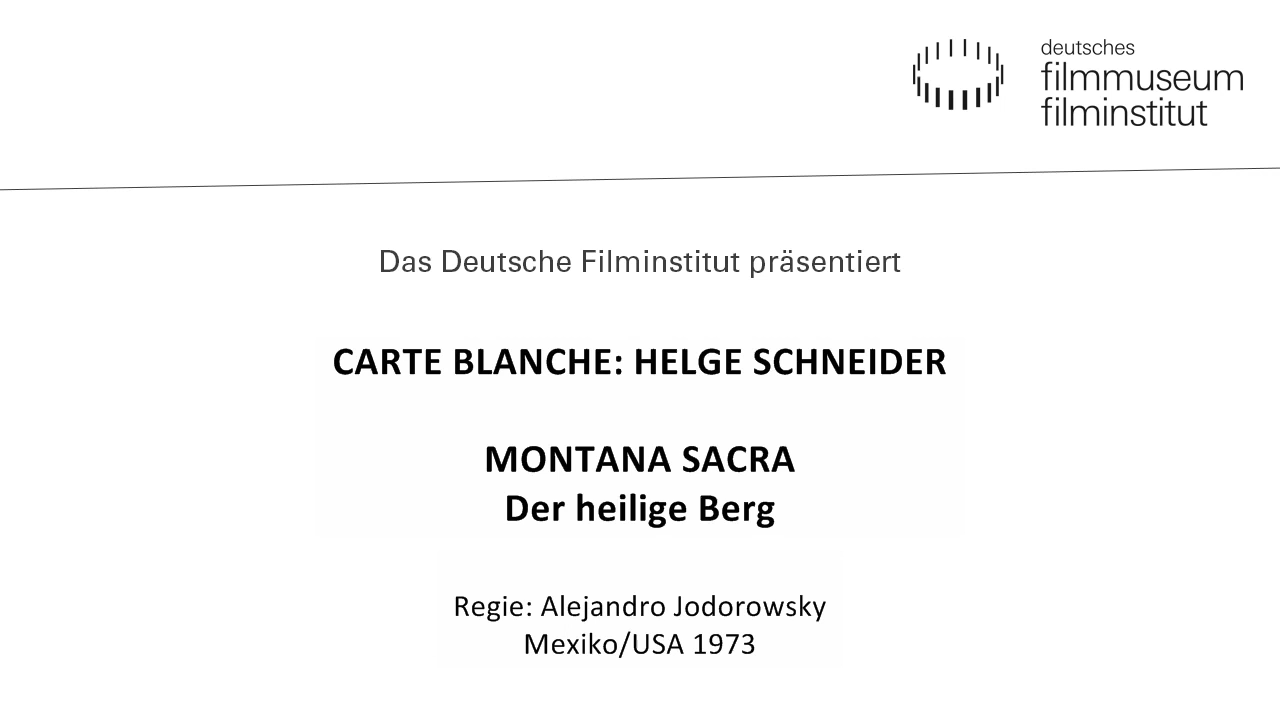 deutsches
filmmuseum
filminstitut
Das Deutsche Filminstitut präsentiert
CARTE BLANCHE: HELGE SCHNEIDER
MONTANA SACRA
Der heilige Berg
Regie: Alejandro Jodorowsky
Mexiko/USA 1973